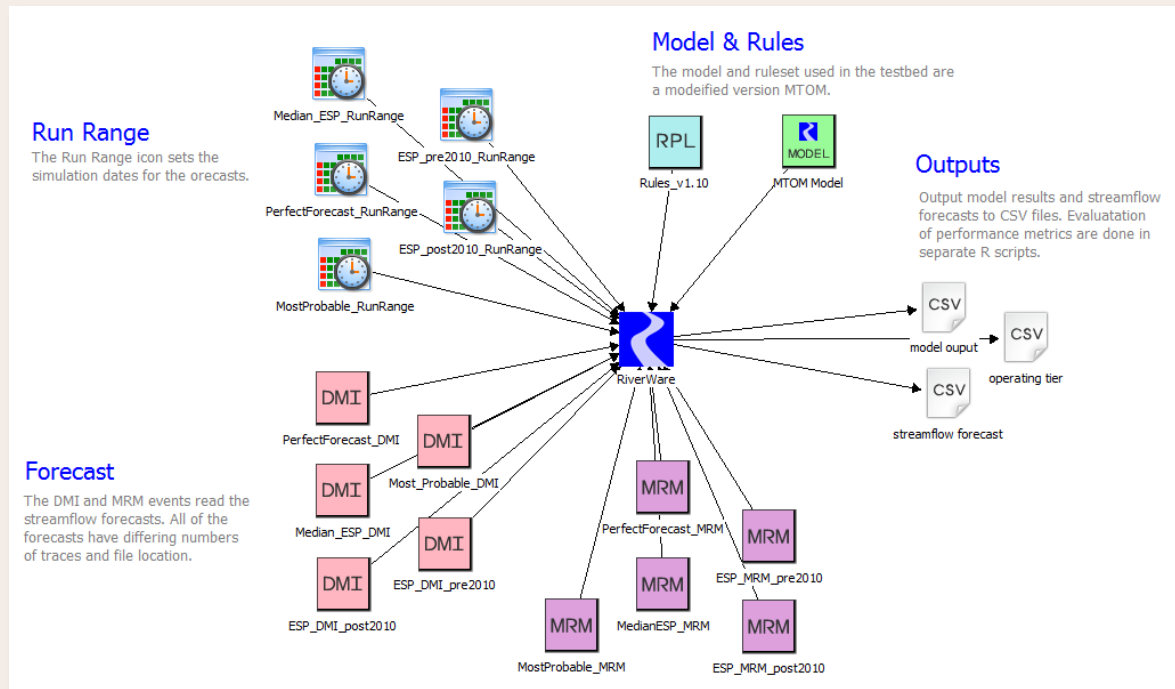 Model & Rules
The model and ruleset used in the testbed are
a modeified version MTOM.
Median_ESP_RunRange
Run Range
The Run Range icon sets the
simulation dates for the orecasts.
ESP_pre2010_RunRange
PerfectForecast_RunRange
ESP_post2010_RunRange
MostProbable_RunRange
RPL
Rules_v1.10
MODEL
MTOM Model
Outputs
Output model results and streamflow
forecasts to CSV files. Evaluatation
of performance metrics are done in
separate R scripts.
CSV
model ouput
CSV
operating tier
CSV
streamflow forecast
RiverWare
DMI
PerfectForecast_DMI
DMI
Most_Probable_DMI
Forecast
The DMI and MRM events read the
streamflow forecasts. All of the
forecasts have differing numbers
of traces and file location.
DMI
Median_ESP_DMI
DMI
ESP_DMI_pre2010
DMI
ESP_DMI_post2010
MRM
PerfectForecast_MRM
MRM
ESP_MRM_pre2010
MRM
MedianESP_MRM
MRM
MostProbable_MRM
MRM
ESP_MRM_post2010